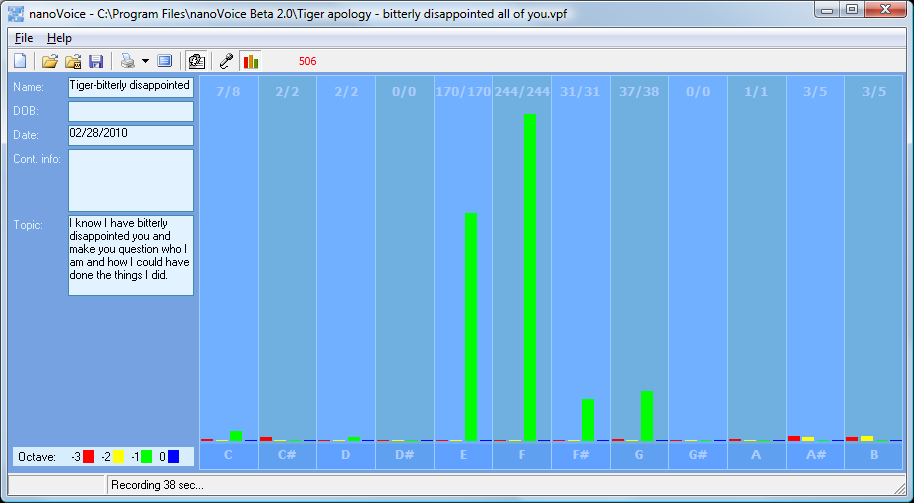 nanoVoice - C:\Program Files\nanoVoice Beta 2.0\Tiger apology - bitterly disappointed all of you.vpf
File Help
506
Name: Tiger-bitterly disappointed
DOB:
Date: 02/28/2010
Cont. info:
Topic: I know I have bitterly
disappointed you and
make you question who I
am and how I could have
done the things I did.
7/8 2/2 2/2 0/0 170/170 244/244 31/31 37/38 0/0 1/1 3/5 3/5
C C# D D# E F F# G G# A A# B
Octave: -3 -2 -1 0
Recording 38 sec...